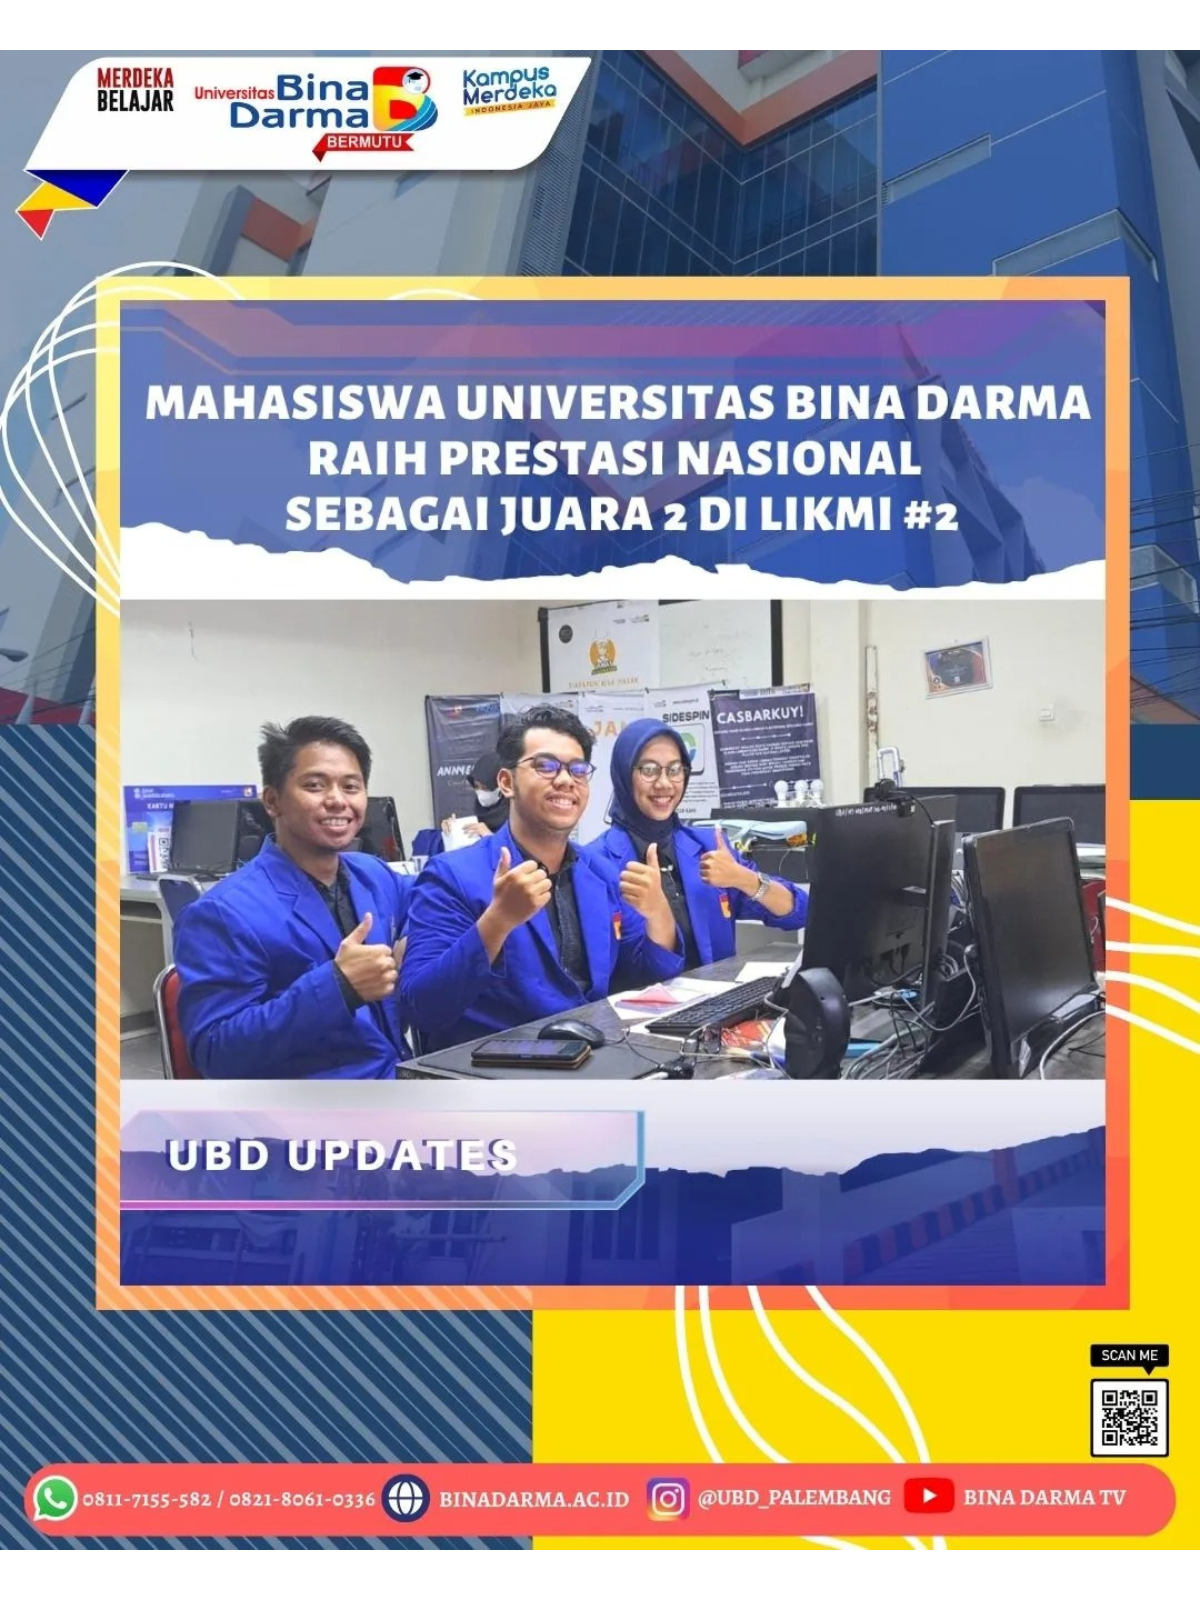 MERDEKA
BELAJAR
Universitas Bina
Darma
BERMUTU
Kampus
Merdeka
INDONESIA JAYA
MAHASISWA UNIVERSITAS BINA DARMA
RAIH PRESTASI NASIONAL
SEBAGAI JUARA 2 DI LIKMI #2
SIDESPIN
CASBARKUY!
UBD UPDATES
SCAN ME
0811-7155-582 / 0821-8061-0336
BINADARMA.AC.ID
@UBD_PALEMBANG
BINA DARMA TV